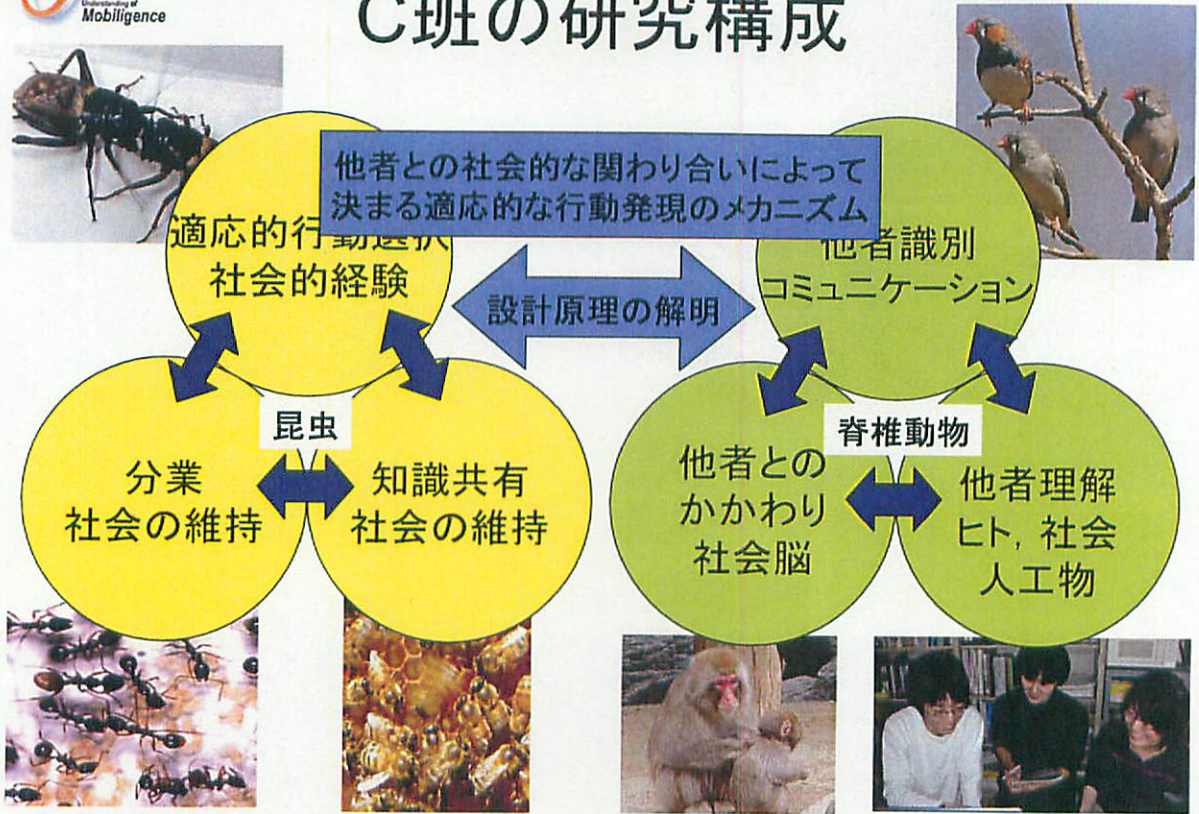 Understanding of
Mobiligence
C班の研究構成
他者との社会的な関わり合いによって
決まる適応的な行動発現のメカニズム
適応的行動選択
社会的経験
他者識別
コミュニケーション
設計原理の解明
昆虫
分業
社会の維持
知識共有
社会の維持
脊椎動物
他者との
かかわり
社会脳
他者理解
ヒト, 社会
人工物